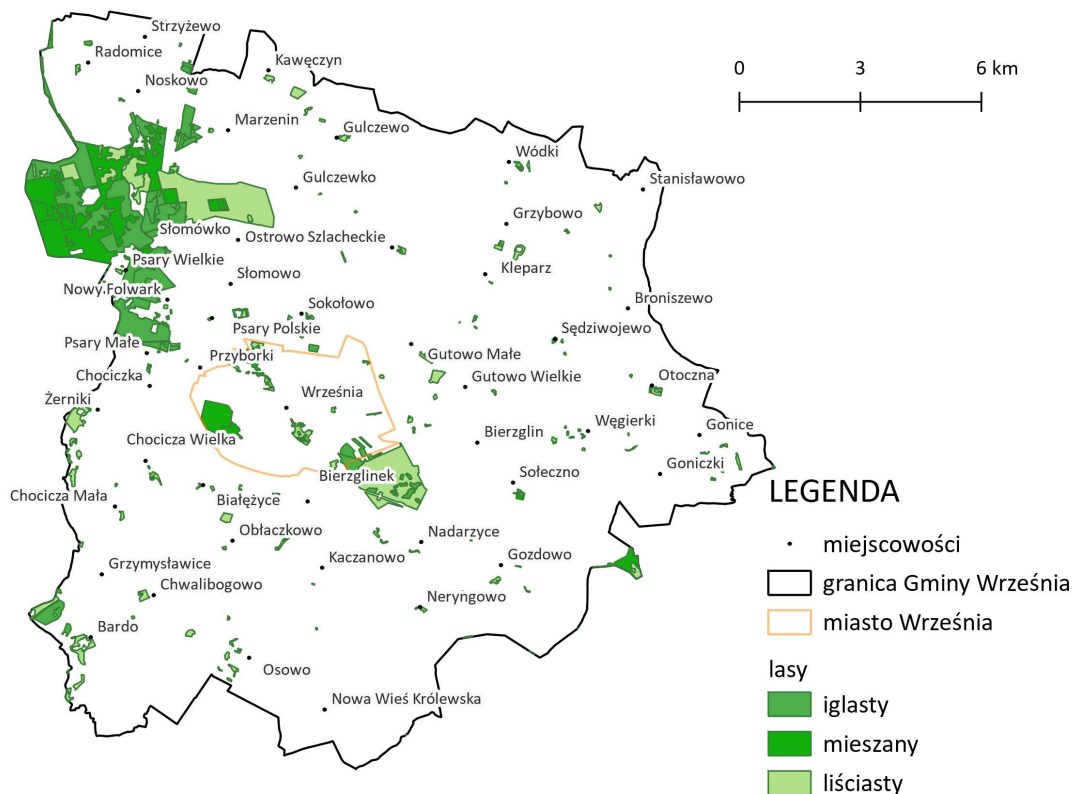 Strzyżewo
Radomice
Kawęczyn
0 3 6 km
Noskowo
Marzenin
Gulczewo
Wódki
Gulczewko
Stanisławowo
Grzybowo
Słomówko
Ostrowo Szlacheckie
Psary Wielkie
Słomowo
Kleparz
Nowy Folwark
Sokołowo
Broniszewo
Psary Polskie
Sędziwojewo
Psary Małe
Przyborki
Gutowo Małe
Chociczka
Gutowo Wielkie
Otoczna
Żerniki
Września
Chocicza Wielka
Bierzglin
Węgierki
Gonice
Bierzglinek
Sołeczno
Goniczki
Chocicza Mała
Białężyce
LEGENDA
Obłaczkowo
Nadarzyce
miejscowości
Grzymysławice
Kaczanowo
Gozdowo
Chwalibogowo
granica Gminy Września
Neryngowo
Bardo
miasto Września
Osowo
lasy
Nowa Wieś Królewska
iglasty
mieszany
liściasty